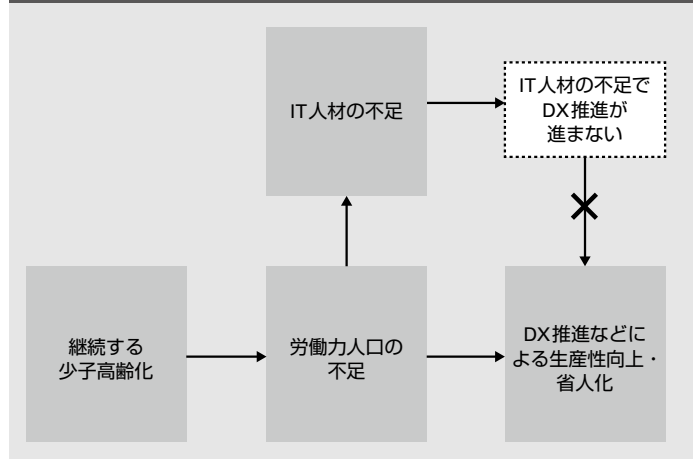 IT人材の不足
IT人材の不足で
DX推進が
進まない
継続する
少子高齢化
労働力人口の
不足
DX推進などに
よる生産性向上・
省人化